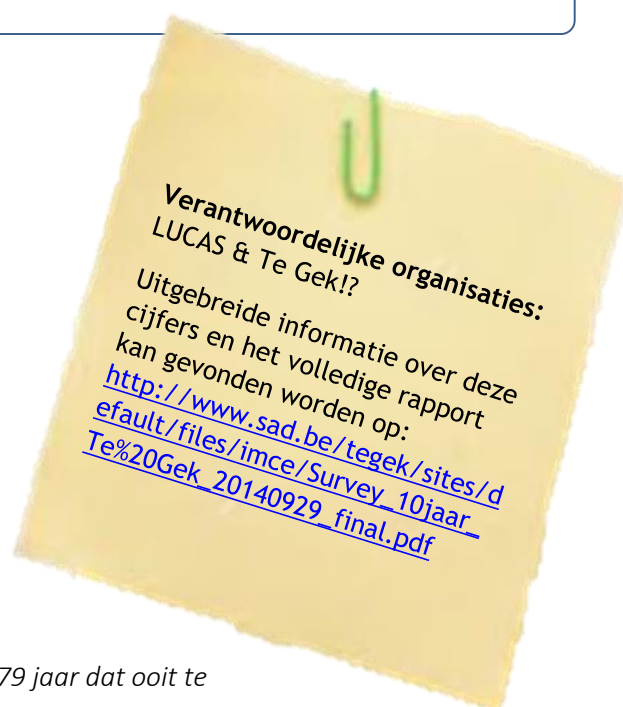 Verantwoordelijke organisaties:
LUCAS & Te Gek!?
Uitgebreide informatie over deze
cijfers en het volledige rapport
kan gevonden worden op:
http://www.sad.be/tegek/sites/d
efault/files/imce/Survey_10jaar_
Te%20Gek_20140929_final.pdf
79 jaar dat ooit te